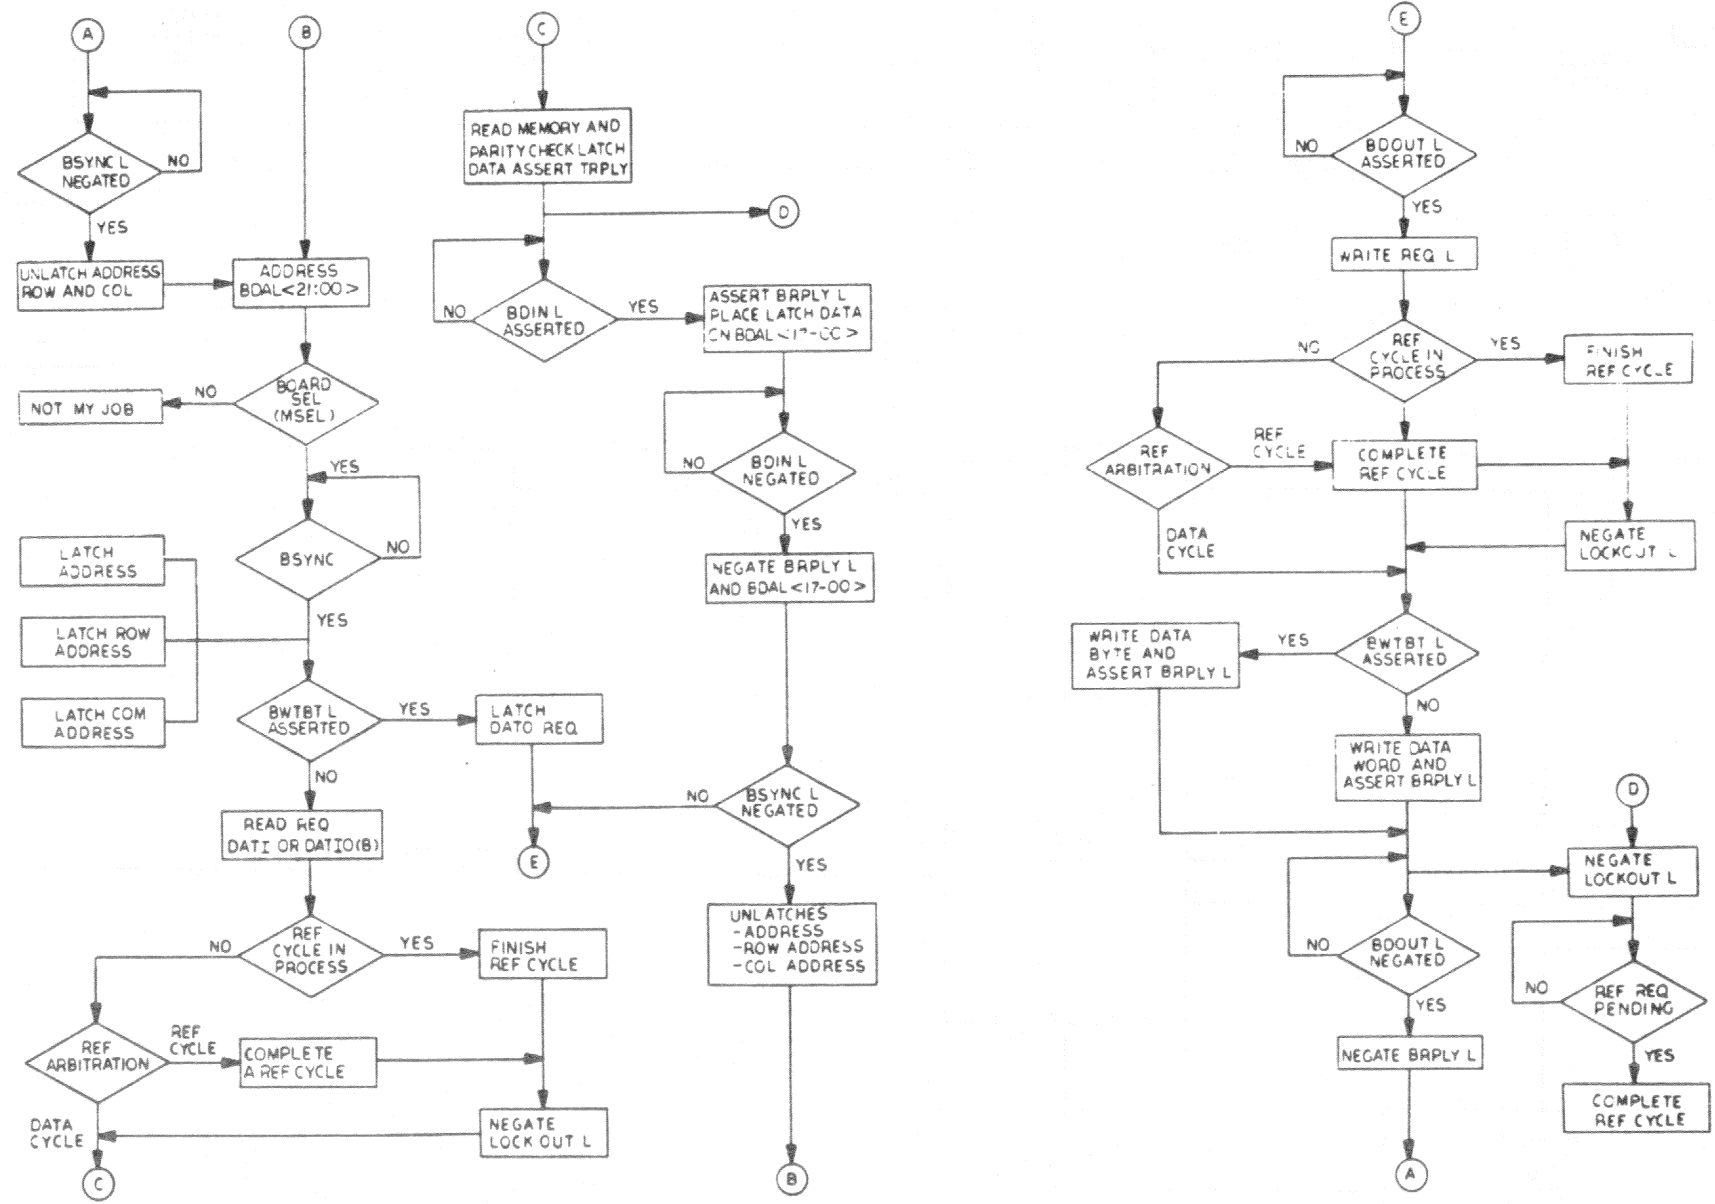 A
BSYNC L
NEGATED
NO
YES
UNLATCH ADDRESS
ROW AND COL
B
ADDRESS
BDAL<21:00>
BOARD
SEL
(MSEL)
NO
NOT MY JOB
YES
BSYNC
NO
YES
LATCH
ADDRESS
LATCH ROW
ADDRESS
LATCH COM
ADDRESS
BWTBT L
ASSERTED
YES
LATCH
DATO REQ
NO
READ REQ
DATI OR DATIO(B)
E
REF
CYCLE IN
PROCESS
NO
YES
FINISH
REF CYCLE
REF
ARBITRATION
REF
CYCLE
COMPLETE
A REF CYCLE
DATA
CYCLE
NEGATE
LOCKOUT L
C
C
READ MEMORY AND
PARITY CHECK LATCH
DATA ASSERT TRPLY
D
BDIN L
ASSERTED
NO
YES
ASSERT BRPLY L
PLACE LATCH DATA
ON BDAL<17-00>
BDIN L
NEGATED
NO
YES
NEGATE BRPLY L
AND BDAL<17-00>
BSYNC L
NEGATED
NO
YES
UNLATCHES
-ADDRESS
-ROW ADDRESS
-COL ADDRESS
B
E
BDOUT L
ASSERTED
NO
YES
WRITE REQ L
REF
CYCLE IN
PROCESS
NO
YES
FINISH
REF CYCLE
REF
ARBITRATION
REF
CYCLE
COMPLETE
REF CYCLE
DATA
CYCLE
NEGATE
LOCKOUT L
BWTBT L
ASSERTED
YES
WRITE DATA
BYTE AND
ASSERT BRPLY L
NO
WRITE DATA
WORD AND
ASSERT BRPLY L
BDOUT L
NEGATED
NO
YES
NEGATE BRPLY L
A
D
NEGATE
LOCKOUT L
REF REQ
PENDING
NO
YES
COMPLETE
REF CYCLE